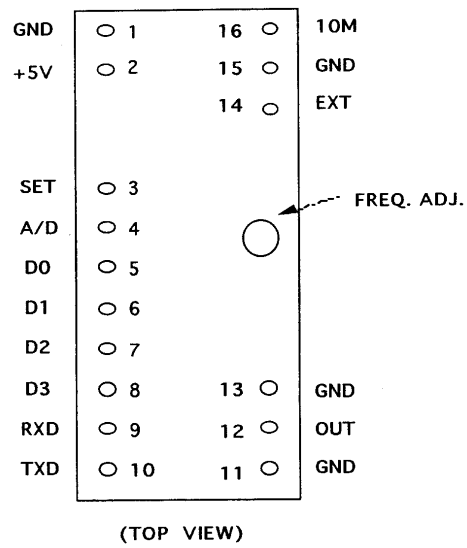 GND 1 16 10M
+5V 2 15 GND
14 EXT
SET 3
FREQ. ADJ.
A/D 4
D0 5
D1 6
D2 7
D3 8 13 GND
RXD 9 12 OUT
TXD 10 11 GND
(TOP VIEW)